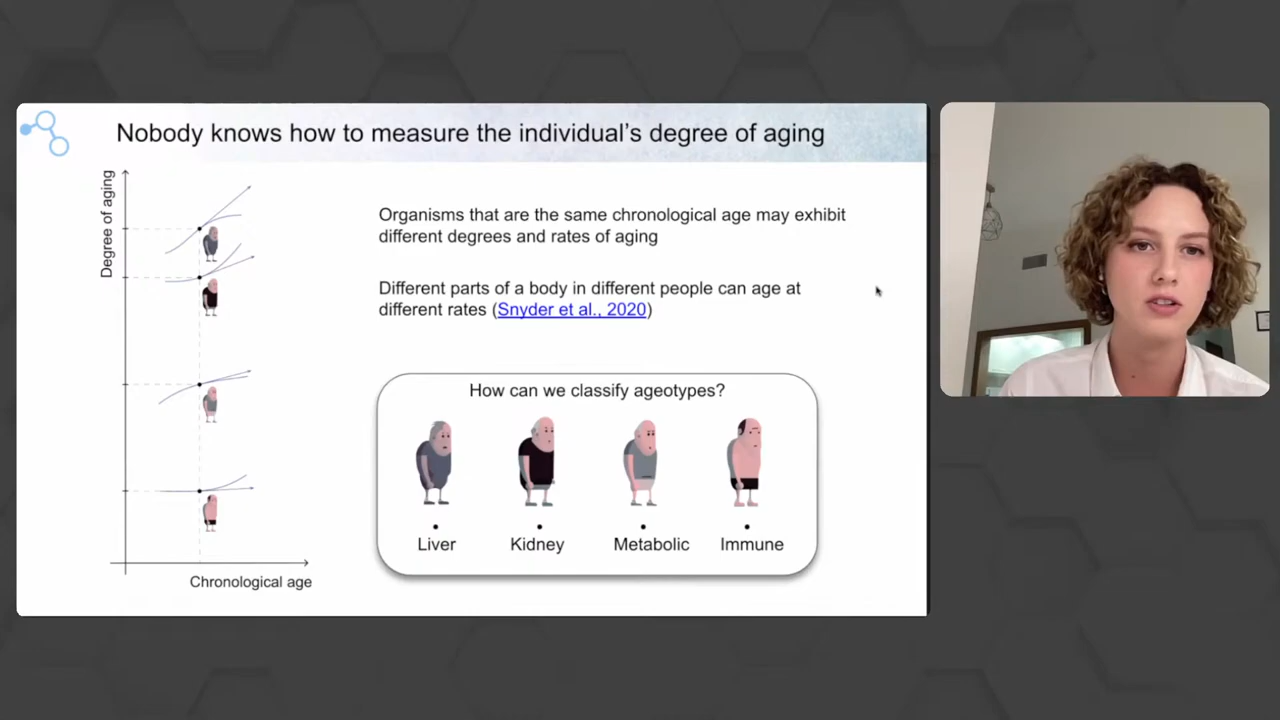 Nobody knows how to measure the individual’s degree of aging
Degree of aging
Organisms that are the same chronological age may exhibit
different degrees and rates of aging
Different parts of a body in different people can age at
different rates (Snyder et al., 2020)
How can we classify ageotypes?
Liver
Kidney
Metabolic
Immune
Chronological age